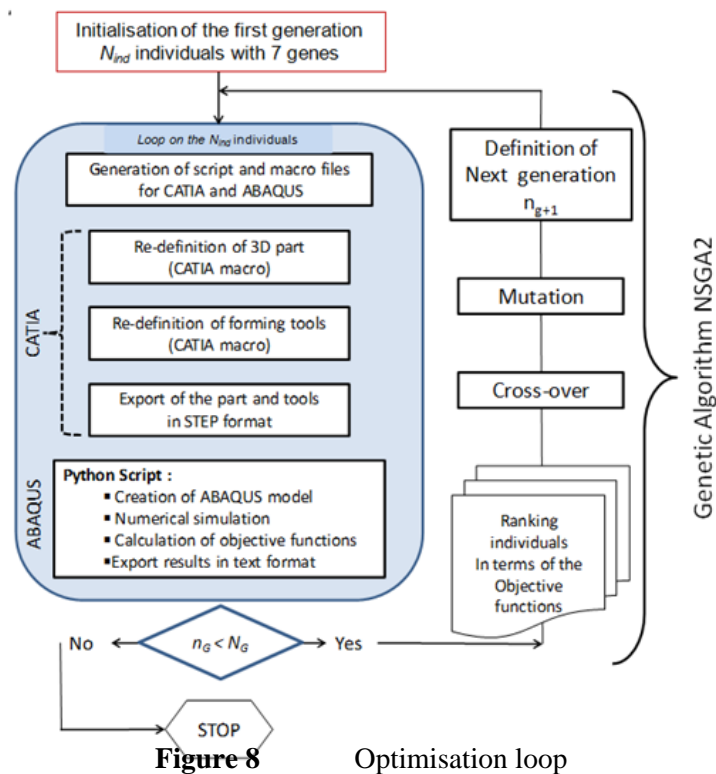 Initialisation of the first generation
Nind individuals with 7 genes
Loop on the Nind individuals
Generation of script and macro files
for CATIA and ABAQUS
CATIA
Re-definition of 3D part
(CATIA macro)
Re-definition of forming tools
(CATIA macro)
Export of the part and tools
in STEP format
ABAQUS
Python Script :
▪ Creation of ABAQUS model
▪ Numerical simulation
▪ Calculation of objective functions
▪Export results in text format
No
nG < NG
Yes
STOP
Ranking
individuals
In terms of the
Objective
functions
Cross-over
Mutation
Definition of
Next generation
ng+1
Genetic Algorithm NSGA2
Figure 8 Optimisation loop